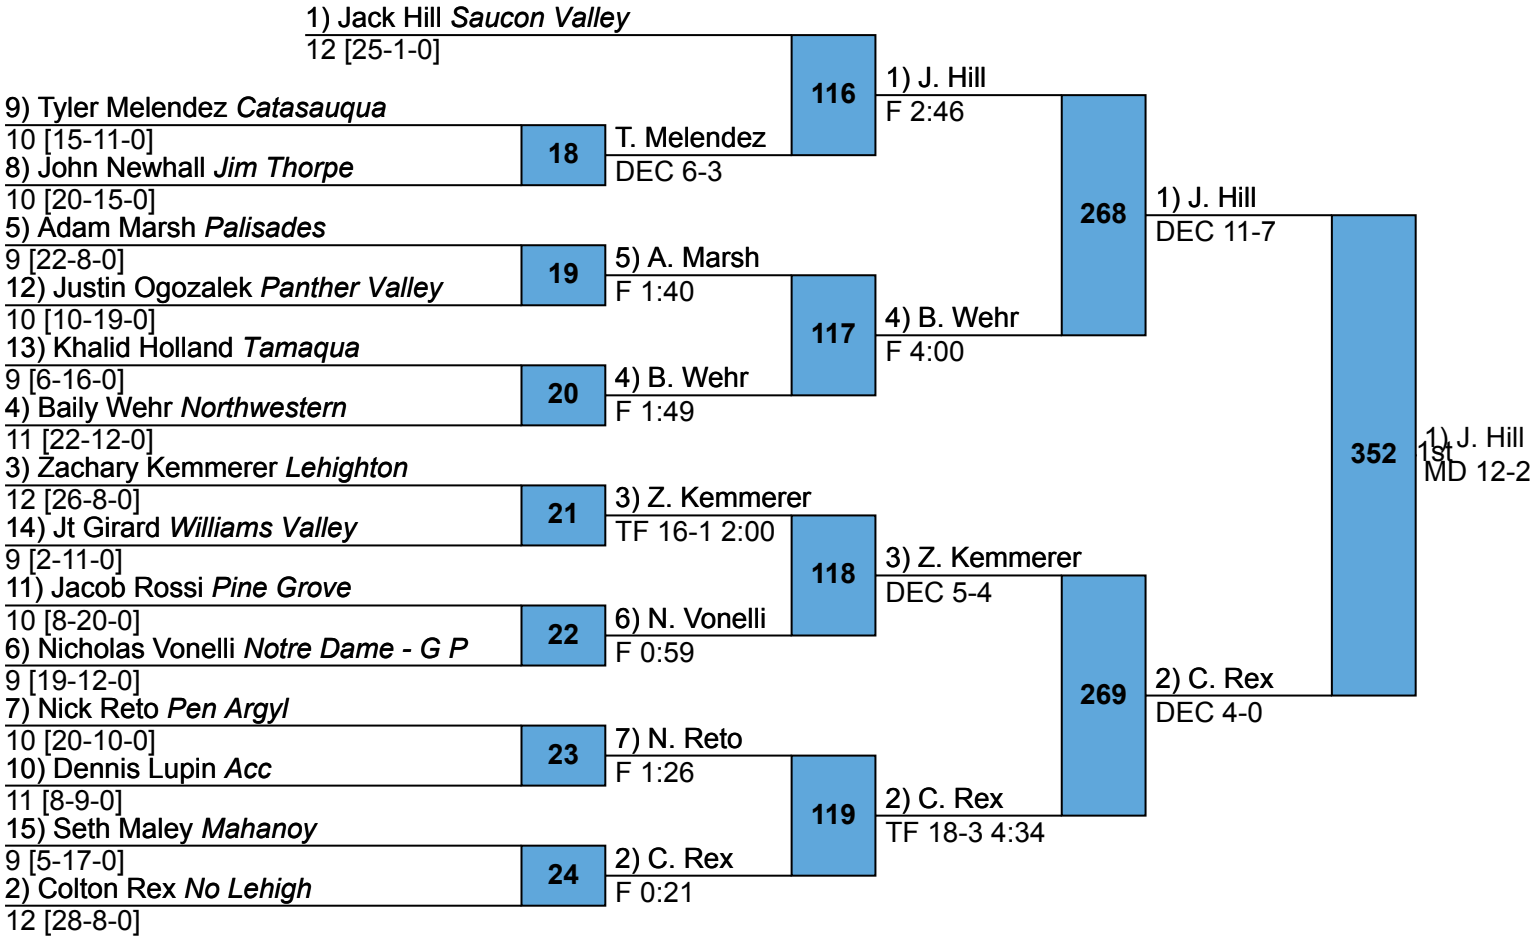 1) Jack Hill Saucon Valley
12 [25-1-0]
116
1) J. Hill
F 2:46
9) Tyler Melendez Catasauqua
10 [15-11-0]
18
T. Melendez
DEC 6-3
8) John Newhall Jim Thorpe
10 [20-15-0]
268
1) J. Hill
DEC 11-7
5) Adam Marsh Palisades
9 [22-8-0]
19
5) A. Marsh
F 1:40
12) Justin Ogozalek Panther Valley
10 [10-19-0]
117
4) B. Wehr
F 4:00
13) Khalid Holland Tamaqua
9 [6-16-0]
20
4) B. Wehr
F 1:49
4) Baily Wehr Northwestern
11 [22-12-0]
352
1) J. Hill
1st
MD 12-2
3) Zachary Kemmerer Lehighton
12 [26-8-0]
21
3) Z. Kemmerer
TF 16-1 2:00
14) Jt Girard Williams Valley
9 [2-11-0]
118
3) Z. Kemmerer
DEC 5-4
11) Jacob Rossi Pine Grove
10 [8-20-0]
22
6) N. Vonelli
F 0:59
6) Nicholas Vonelli Notre Dame - G P
9 [19-12-0]
269
2) C. Rex
DEC 4-0
7) Nick Reto Pen Argyl
10 [20-10-0]
23
7) N. Reto
F 1:26
10) Dennis Lupin Acc
11 [8-9-0]
119
2) C. Rex
TF 18-3 4:34
15) Seth Maley Mahanoy
9 [5-17-0]
24
2) C. Rex
F 0:21
2) Colton Rex No Lehigh
12 [28-8-0]